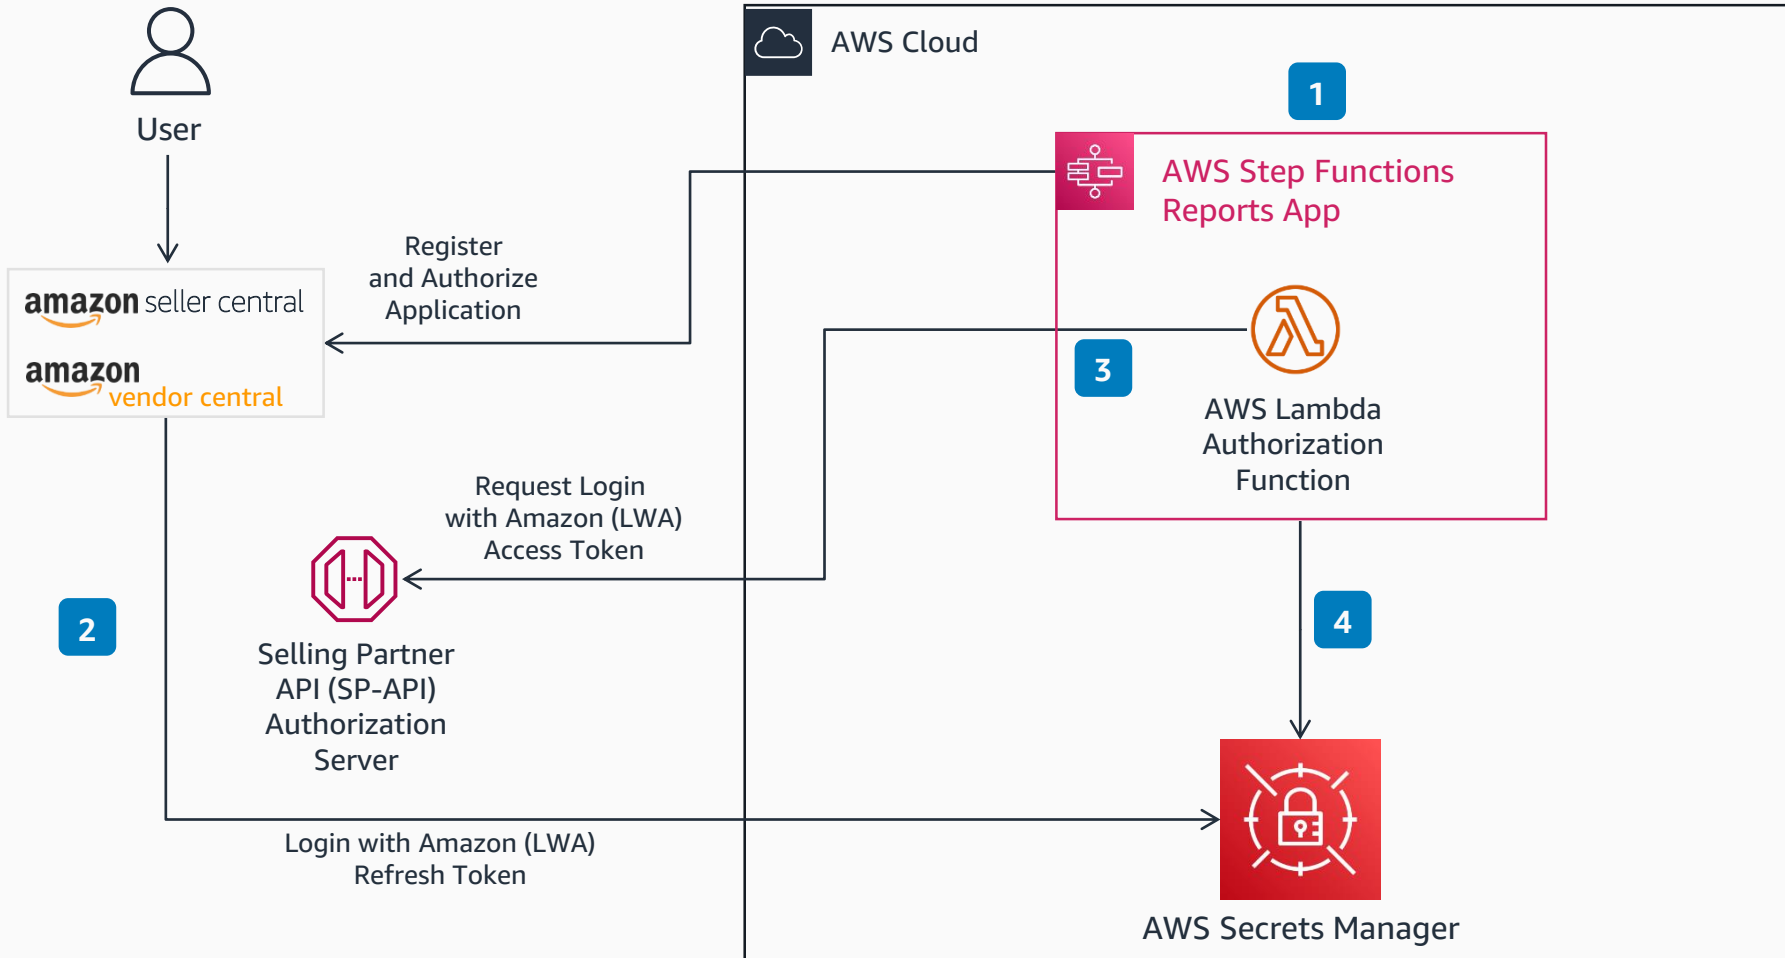 AWS Cloud
1
User
AWS Step Functions
Reports App
Register
and Authorize
Application
amazon seller central
amazon
vendor central
3
AWS Lambda
Authorization
Function
Request Login
with Amazon (LWA)
Access Token
2
4
Selling Partner
API (SP-API)
Authorization
Server
Login with Amazon (LWA)
Refresh Token
AWS Secrets Manager